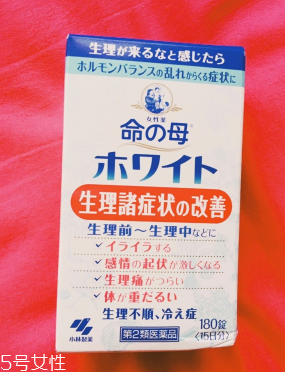 生理が来るなと感じたら
ホルモンバランスの乱れからくる症状に
女性薬
命の母®
ホワイト
生理諸症状の改善
生理前〜生理中などに
イライラする
感情の起伏が激しくなる
生理痛がつらい
体が重だるい
生理不順、冷え症
小林製薬
第2類医薬品
180錠
〈15日分〉
5号女性